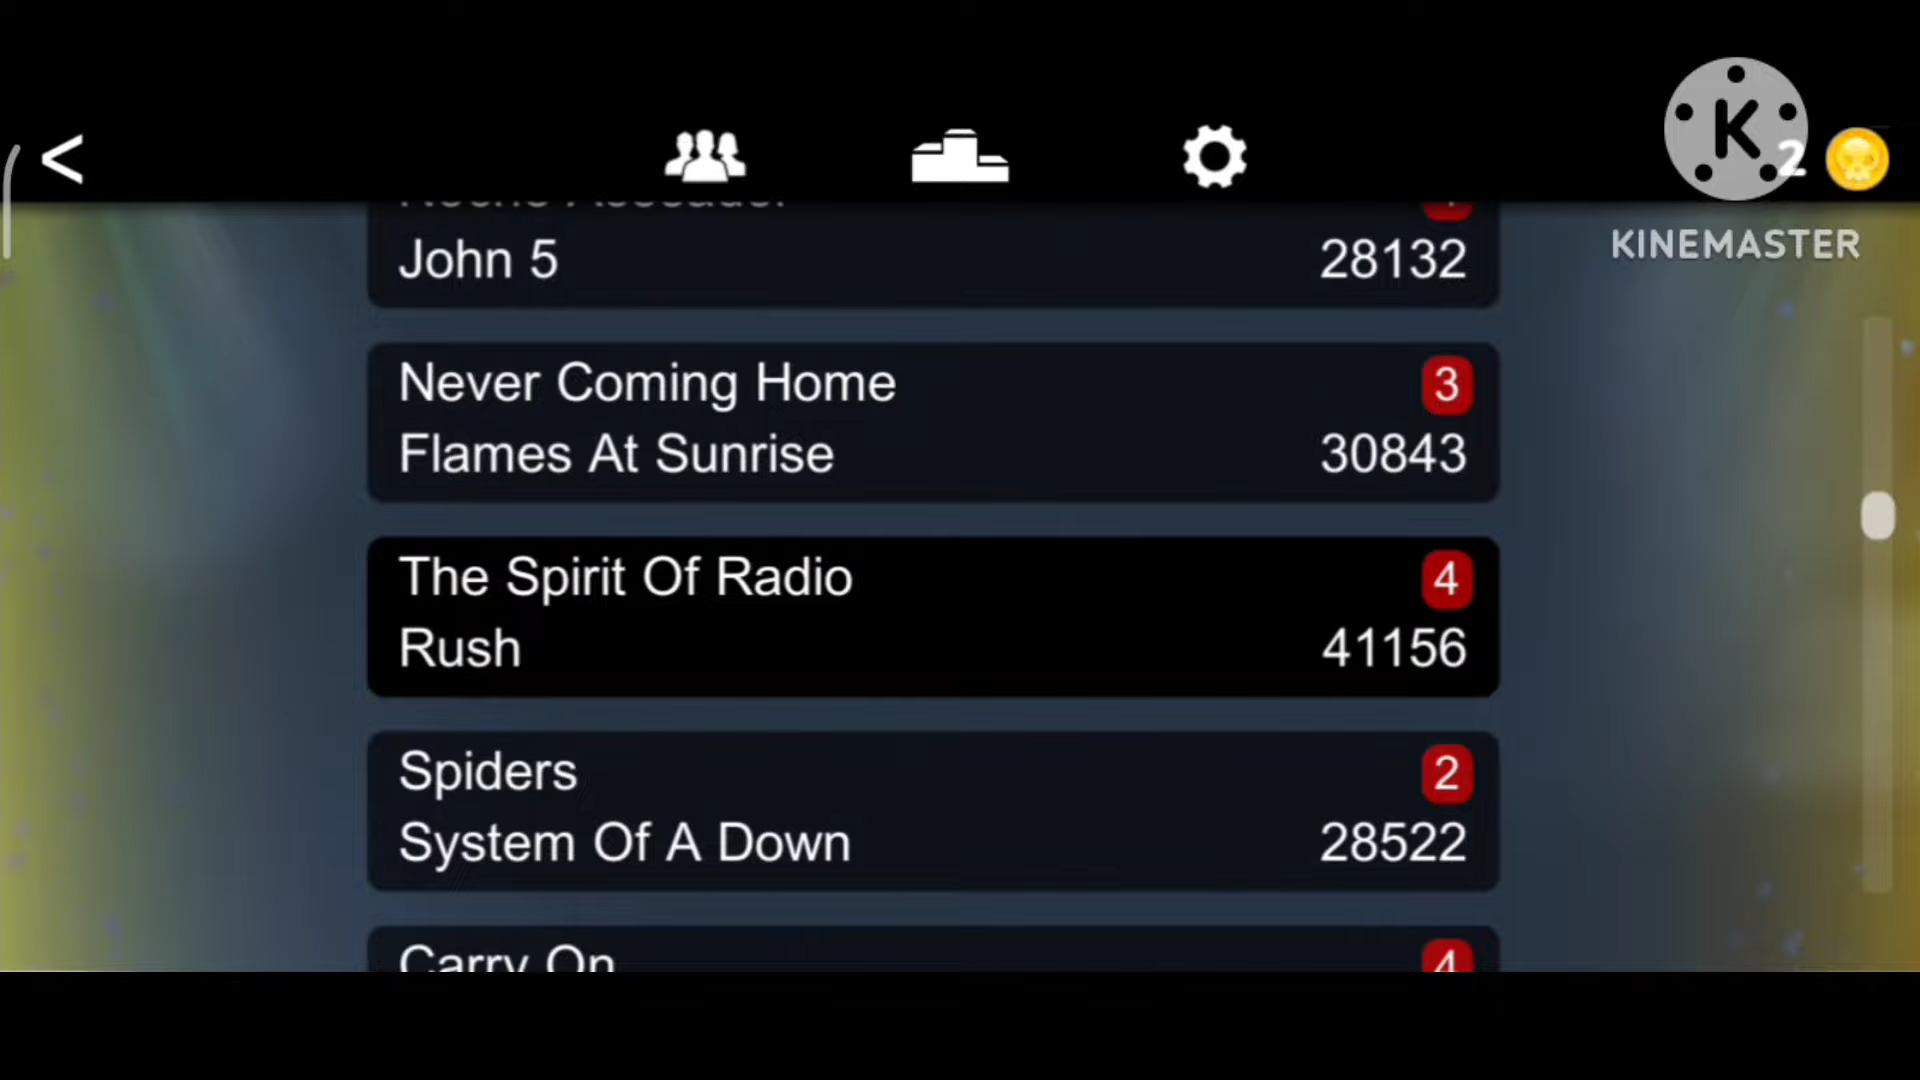 <
K
2
KINEMASTER
John 5
28132
Never Coming Home
3
Flames At Sunrise
30843
The Spirit Of Radio
4
Rush
41156
Spiders
2
System Of A Down
28522
Carry On
4